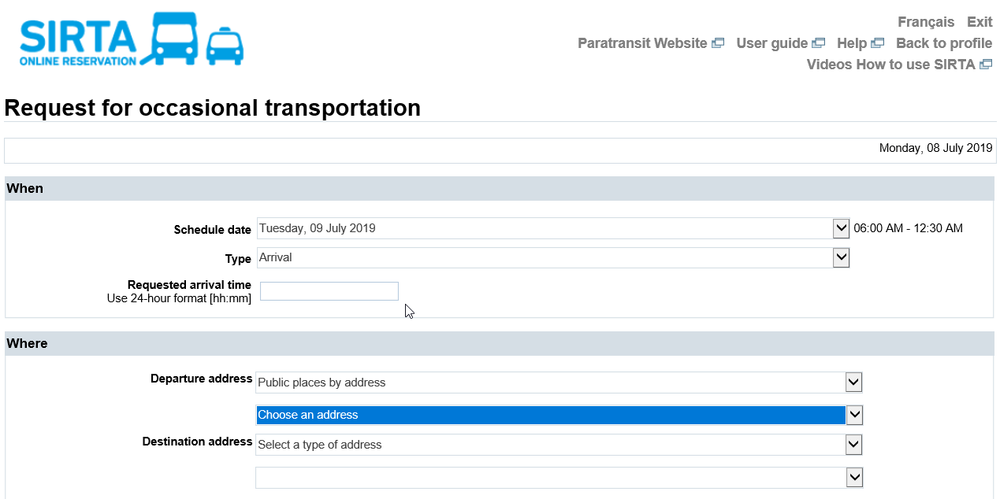 SIRTA
ONLINE RESERVATION
Français Exit
Paratransit Website User guide Help Back to profile
Videos How to use SIRTA
Request for occasional transportation
Monday, 08 July 2019
When
Schedule date Tuesday, 09 July 2019 06:00 AM - 12:30 AM
Type Arrival
Requested arrival time
Use 24-hour format [hh:mm]
Where
Departure address Public places by address
Choose an address
Destination address Select a type of address